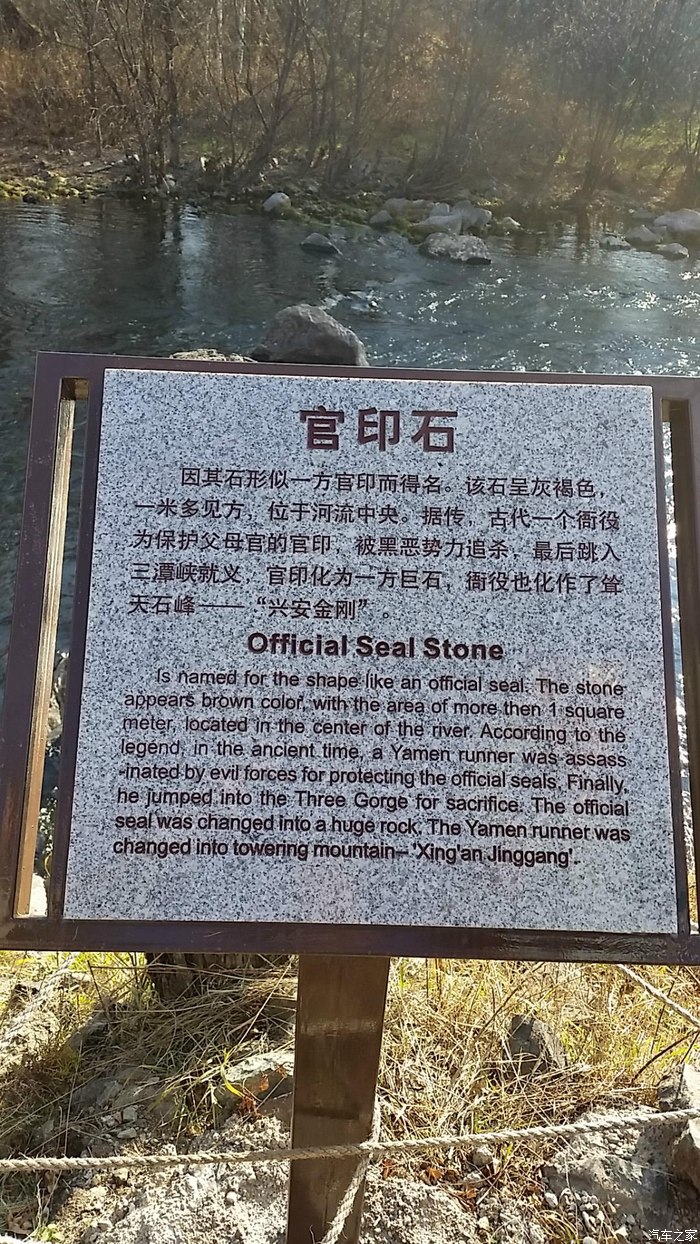 官印石
因其石形似一方官印而得名。该石呈灰褐色，
一米多见方，位于河流中央。据传，古代一个衙役
为保护父母官的官印，被黑恶势力追杀，最后跳入
三潭峡就义，官印化为一方巨石，衙役也化作了耸
天石峰——“兴安金刚”。
Official Seal Stone
Is named for the shape like an official seal. The stone
appears brown color, with the area of more then 1 square
meter, located in the center of the river. According to the
legend, in the ancient time, a Yamen runner was assass
-inated by evil forces for protecting the official seals, Finally,
he jumped into the Three Gorge for sacrifice. The official
seal was changed into a huge rock. The Yamen runner was
changed into towering mountain– 'Xing'an Jinggang'.
汽车之家